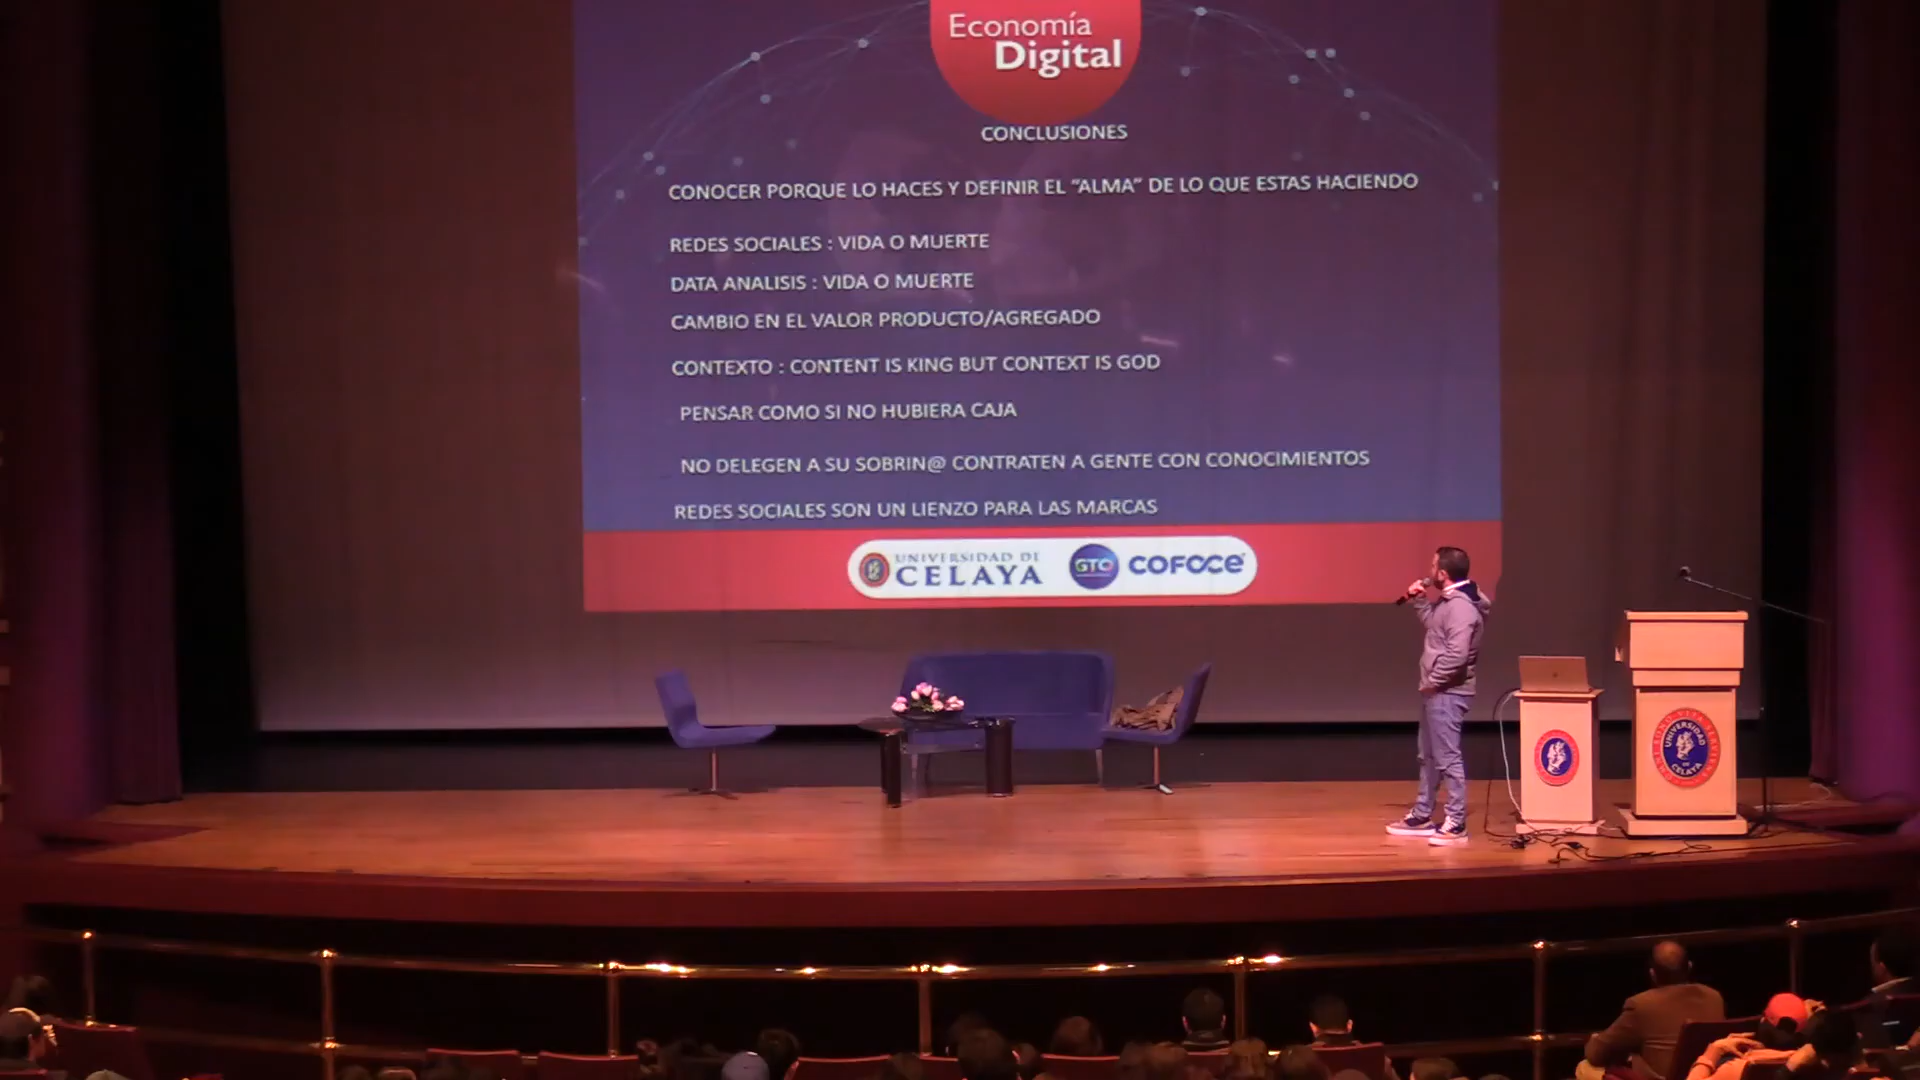 Economía
Digital
CONCLUSIONES
CONOCER PORQUE LO HACES Y DEFINIR EL “ALMA” DE LO QUE ESTAS HACIENDO
REDES SOCIALES : VIDA O MUERTE
DATA ANALISIS : VIDA O MUERTE
CAMBIO EN EL VALOR PRODUCTO/AGREGADO
CONTEXTO : CONTENT IS KING BUT CONTEXT IS GOD
PENSAR COMO SI NO HUBIERA CAJA
NO DELEGEN A SU SOBRIN@ CONTRATEN A GENTE CON CONOCIMIENTOS
REDES SOCIALES SON UN LIENZO PARA LAS MARCAS
UNIVERSIDAD DE
CELAYA
GTO
COFOCE
UNIVERSIDAD
DE
CELAYA